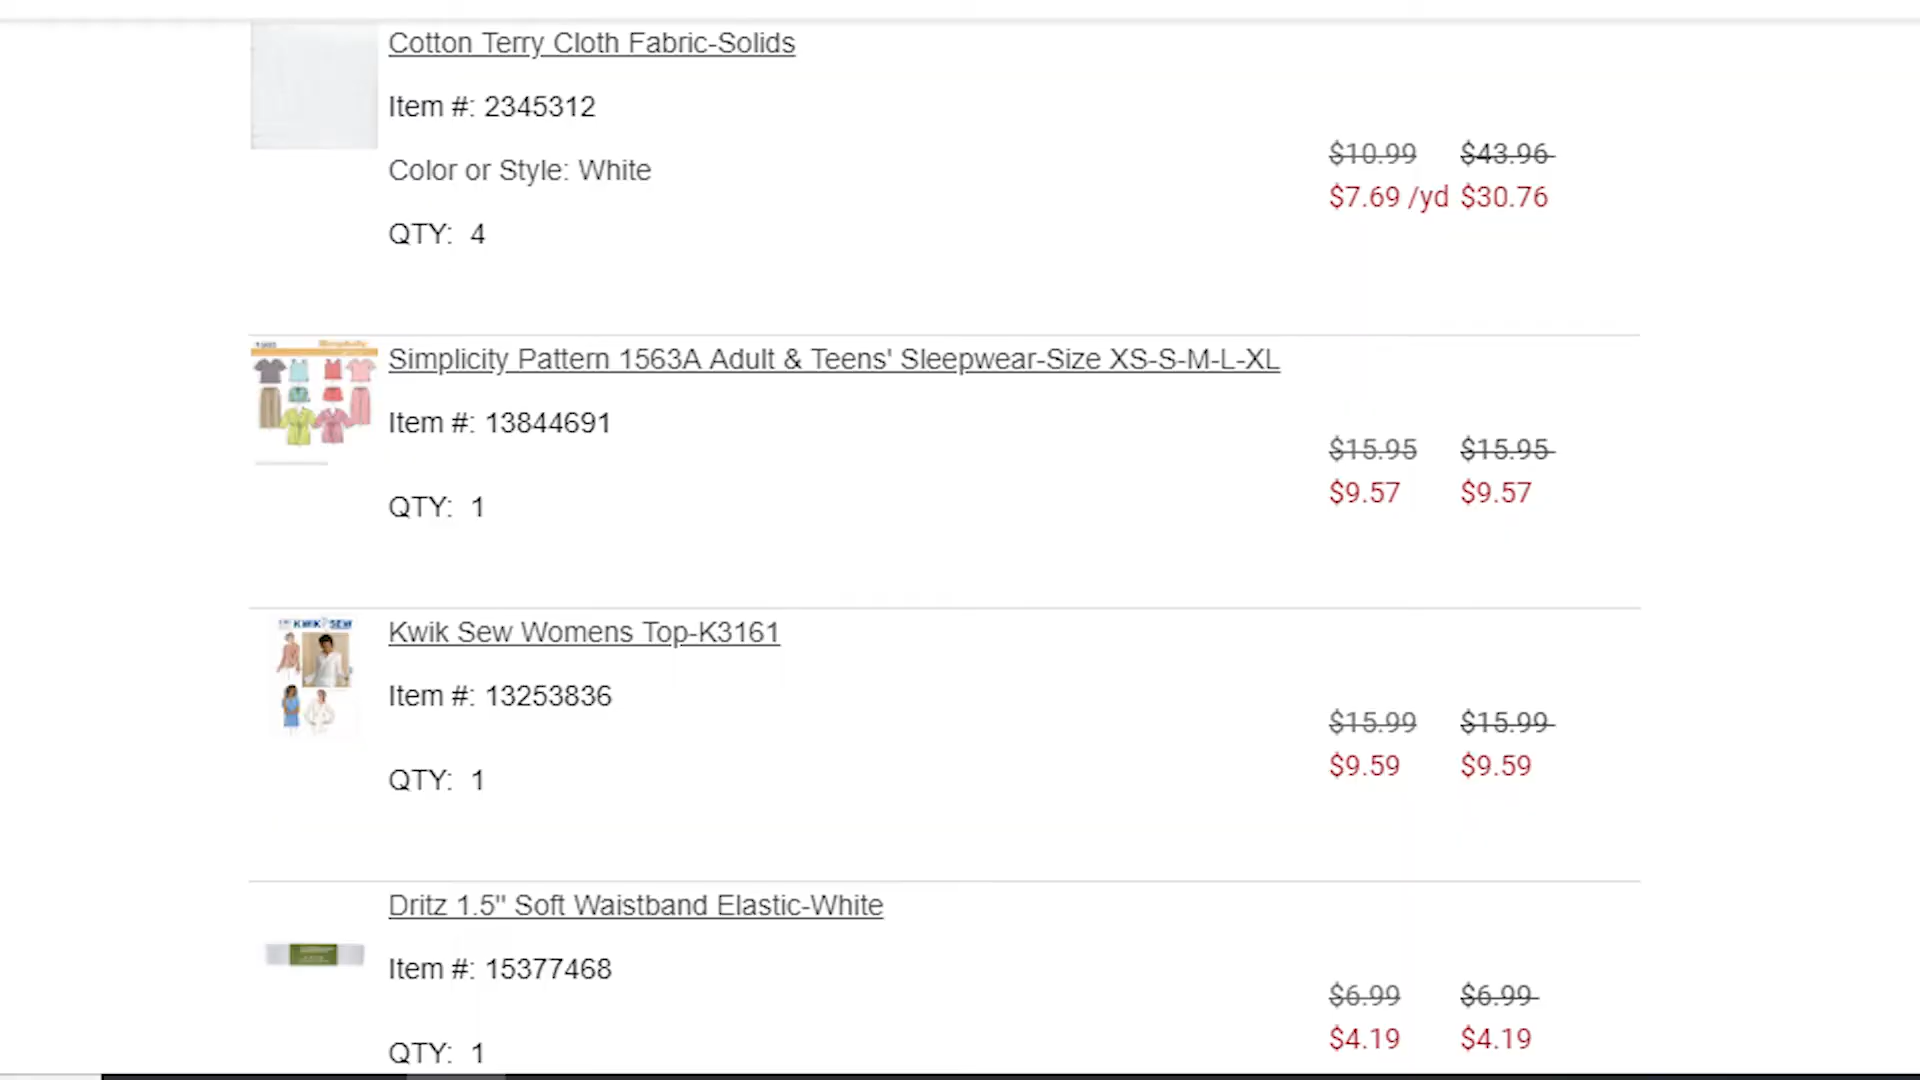 Cotton Terry Cloth Fabric-Solids
Item #: 2345312
Color or Style: White
QTY: 4
$10.99 $43.96
$7.69 /yd $30.76
Simplicity
Simplicity Pattern 1563A Adult & Teens' Sleepwear-Size XS-S-M-L-XL
Item #: 13844691
QTY: 1
$15.95 $15.95
$9.57 $9.57
KWIK SEW
Kwik Sew Womens Top-K3161
Item #: 13253836
QTY: 1
$15.99 $15.99
$9.59 $9.59
Dritz 1.5" Soft Waistband Elastic-White
Item #: 15377468
QTY: 1
$6.99 $6.99
$4.19 $4.19